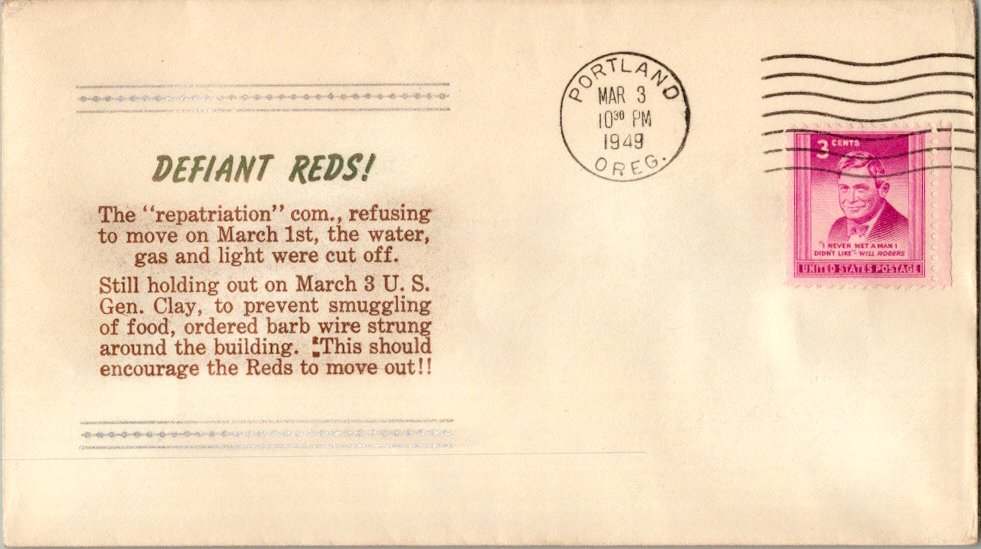 DEFIANT REDS!
The "repatriation" com., refusing
to move on March 1st, the water,
gas and light were cut off.
Still holding out on March 3 U. S.
Gen. Clay, to prevent smuggling
of food, ordered barb wire strung
around the building. This should
encourage the Reds to move out!!
PORTLAND
MAR 3
10 30 PM
1949
OREG.
3 CENTS
"I NEVER MET A MAN I
DIDN'T LIKE"- WILL ROGERS
UNITED STATES POSTAGE